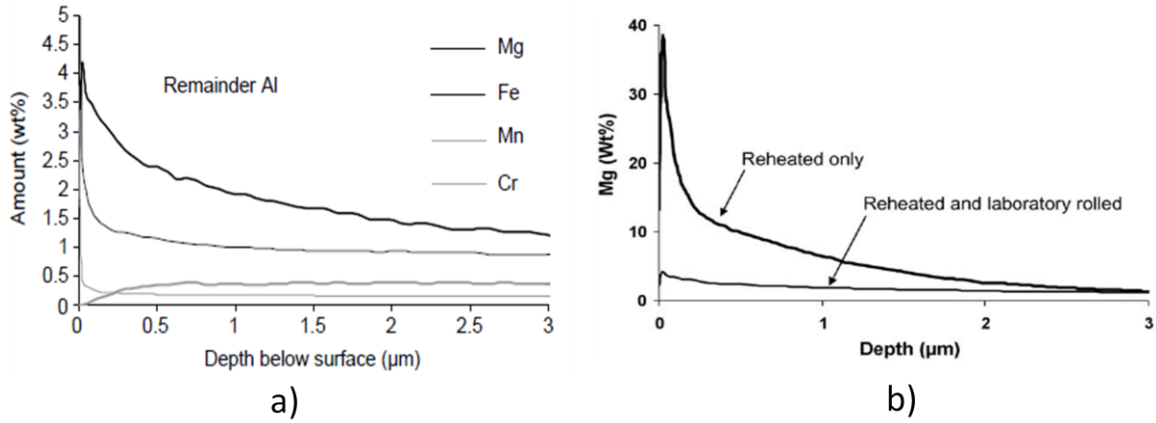 5
4.5
4
3.5
3
2.5
2
1.5
1
0.5
0
Amount (wt%)
Remainder Al
Mg
Fe
Mn
Cr
0 0.5 1 1.5 2 2.5 3
Depth below surface (μm)
a)
40
30
20
10
0
Mg (Wt%)
Reheated only
Reheated and laboratory rolled
0 1 2 3
Depth (μm)
b)